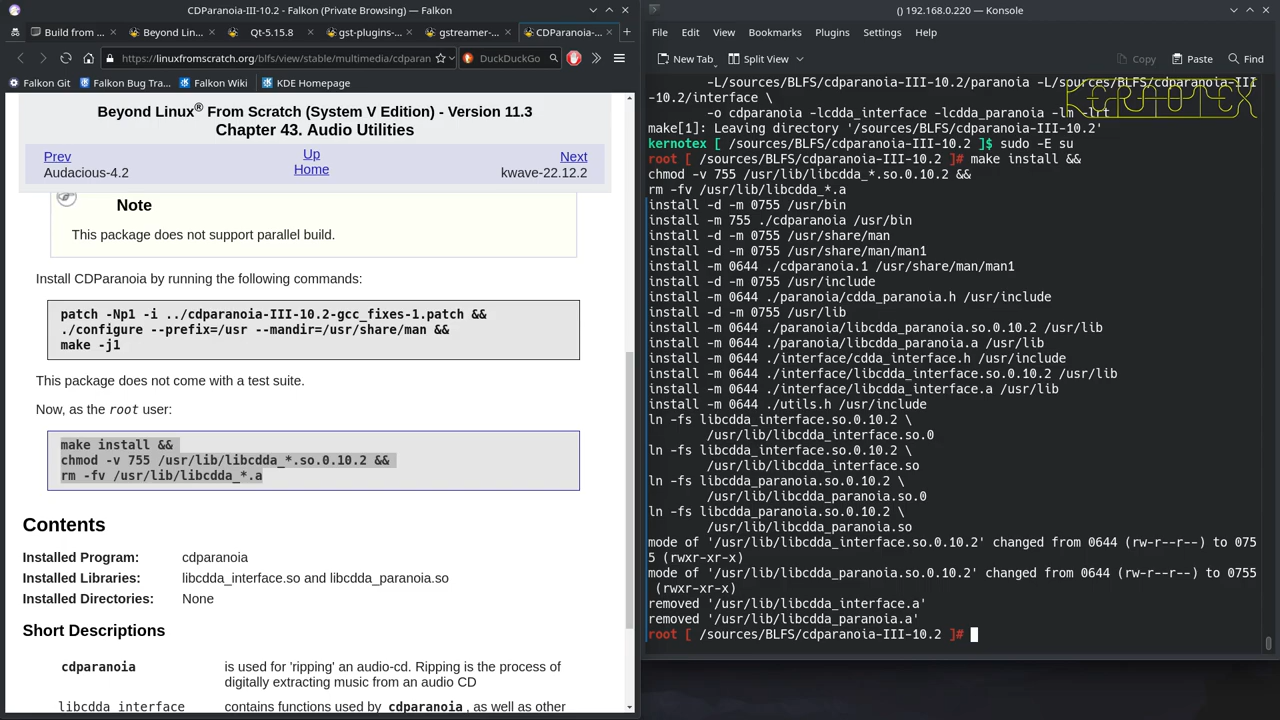 CDParanoia-III-10.2 - Falkon (Private Browsing) — Falkon
Build from ...
Beyond Lin...
Qt-5.15.8
gst-plugins-...
gstreamer-...
CDParanoia-...
https://linuxfromscratch.org/blfs/view/stable/multimedia/cdparan
DuckDuckGo
Falkon Git
Falkon Bug Tra...
Falkon Wiki
KDE Homepage
Beyond Linux® From Scratch (System V Edition) - Version 11.3
Chapter 43. Audio Utilities
Prev
Up
Next
Audacious-4.2
Home
kwave-22.12.2
Note
This package does not support parallel build.
Install CDParanoia by running the following commands:
patch -Np1 -i ../cdparanoia-III-10.2-gcc_fixes-1.patch &&
./configure --prefix=/usr --mandir=/usr/share/man &&
make -j1
This package does not come with a test suite.
Now, as the root user:
make install &&
chmod -v 755 /usr/lib/libcdda_*.so.0.10.2 &&
rm -fv /usr/lib/libcdda_*.a
Contents
Installed Program: cdparanoia
Installed Libraries: libcdda_interface.so and libcdda_paranoia.so
Installed Directories: None
Short Descriptions
cdparanoia is used for 'ripping' an audio-cd. Ripping is the process of
digitally extracting music from an audio CD
libcdda_interface contains functions used by cdparanoia, as well as other
() 192.168.0.220 — Konsole
File Edit View Bookmarks Plugins Settings Help
New Tab Split View Copy Paste Find
-L/sources/BLFS/cdparanoia-III-10.2/paranoia -L/sources/BLFS/cdparanoia-III
-10.2/interface \
-o cdparanoia -lcdda_interface -lcdda_paranoia -lm -lrt
KERNOTEX
make[1]: Leaving directory '/sources/BLFS/cdparanoia-III-10.2'
kernotex [ /sources/BLFS/cdparanoia-III-10.2 ]$ sudo -E su
root [ /sources/BLFS/cdparanoia-III-10.2 ]# make install &&
chmod -v 755 /usr/lib/libcdda_*.so.0.10.2 &&
rm -fv /usr/lib/libcdda_*.a
install -d -m 0755 /usr/bin
install -m 755 ./cdparanoia /usr/bin
install -d -m 0755 /usr/share/man
install -d -m 0755 /usr/share/man/man1
install -m 0644 ./cdparanoia.1 /usr/share/man/man1
install -d -m 0755 /usr/include
install -m 0644 ./paranoia/cdda_paranoia.h /usr/include
install -d -m 0755 /usr/lib
install -m 0644 ./paranoia/libcdda_paranoia.so.0.10.2 /usr/lib
install -m 0644 ./paranoia/libcdda_paranoia.a /usr/lib
install -m 0644 ./interface/cdda_interface.h /usr/include
install -m 0644 ./interface/libcdda_interface.so.0.10.2 /usr/lib
install -m 0644 ./interface/libcdda_interface.a /usr/lib
install -m 0644 ./utils.h /usr/include
ln -fs libcdda_interface.so.0.10.2 \
/usr/lib/libcdda_interface.so.0
ln -fs libcdda_interface.so.0.10.2 \
/usr/lib/libcdda_interface.so
ln -fs libcdda_paranoia.so.0.10.2 \
/usr/lib/libcdda_paranoia.so.0
ln -fs libcdda_paranoia.so.0.10.2 \
/usr/lib/libcdda_paranoia.so
mode of '/usr/lib/libcdda_interface.so.0.10.2' changed from 0644 (rw-r--r--) to 075
5 (rwxr-xr-x)
mode of '/usr/lib/libcdda_paranoia.so.0.10.2' changed from 0644 (rw-r--r--) to 0755
(rwxr-xr-x)
removed '/usr/lib/libcdda_interface.a'
removed '/usr/lib/libcdda_paranoia.a'
root [ /sources/BLFS/cdparanoia-III-10.2 ]#